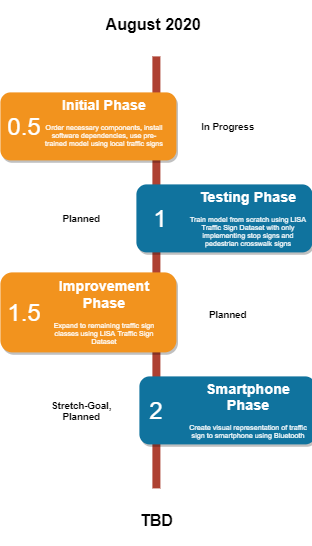 August 2020
Initial Phase
0.5
Order necessary components, install
software dependencies, use pre-
trained model using local traffic signs
In Progress
Testing Phase
Planned
1
Train model from scratch using LISA
Traffic Sign Dataset with only
implementing stop signs and
pedestrian crosswalk signs
Improvement
Phase
1.5
Expand to remaining traffic sign
classes using LISA Traffic Sign
Dataset
Planned
Smartphone
Phase
Stretch-Goal,
Planned
2
Create visual representation of traffic
sign to smartphone using Bluetooth
TBD